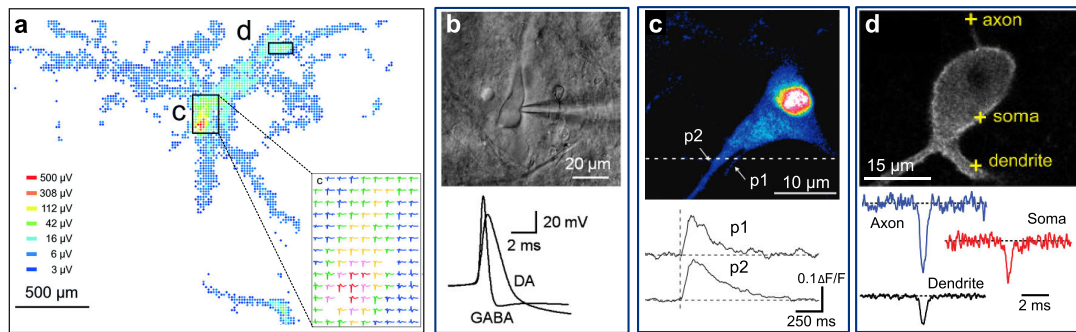 a
d
c
500 µV
308 µV
112 µV
42 µV
16 µV
6 µV
3 µV
500 µm
c
b
20 µm
20 mV
2 ms
DA
GABA
c
p2
p1
10 µm
p1
p2
0.1ΔF/F
250 ms
d
axon
soma
dendrite
15 µm
Axon
Soma
Dendrite
2 ms